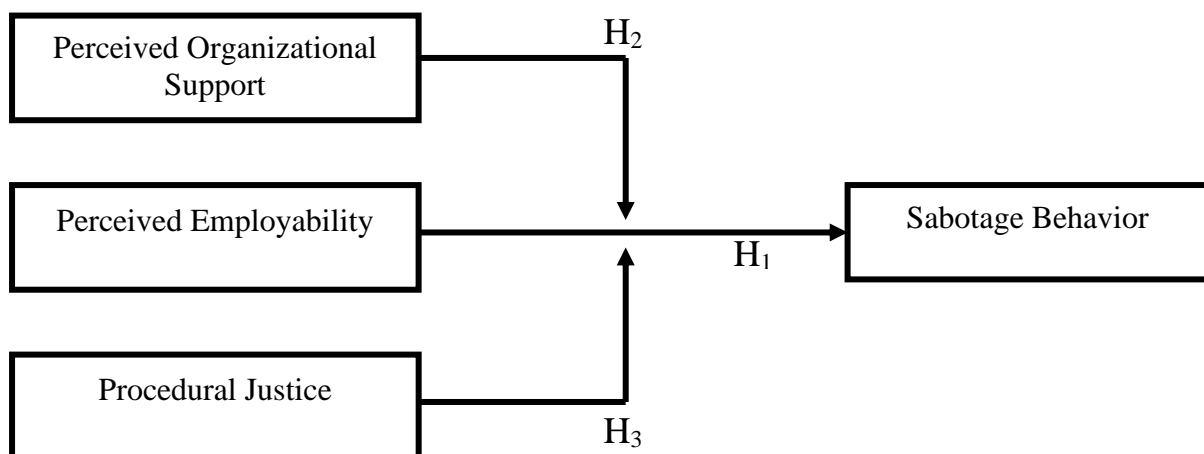 Perceived Organizational
Support
H₂
Perceived Employability
H₁
Sabotage Behavior
Procedural Justice
H₃